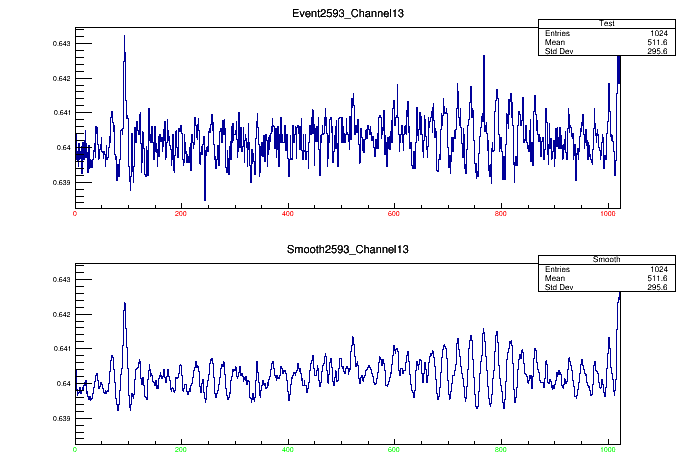 Event2593_Channel13
Test
Entries 1024
Mean 511.6
Std Dev 295.6
0.643
0.642
0.641
0.64
0.639
0 200 400 600 800 1000
Smooth2593_Channel13
Smooth
Entries 1024
Mean 511.6
Std Dev 295.6
0.643
0.642
0.641
0.64
0.639
0 200 400 600 800 1000